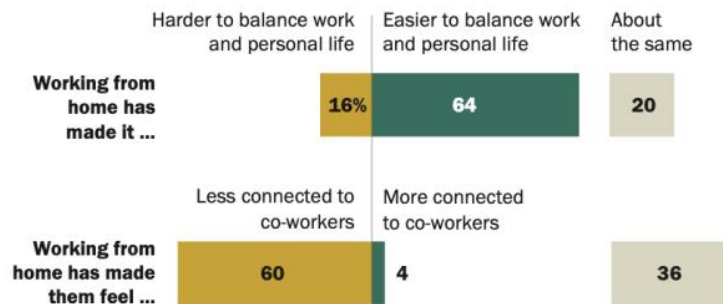 Harder to balance work
and personal life
Easier to balance work
and personal life
About
the same
Working from
home has
made it ...
16%
64
20
Less connected to
co-workers
More connected
to co-workers
Working from
home has made
them feel ...
60
4
36